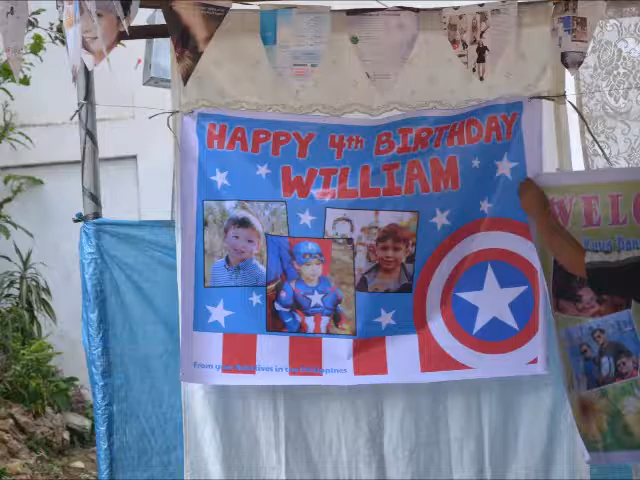 HAPPY 4th BIRTHDAY
WILLIAM
From your Relatives in the Philippines
WELC